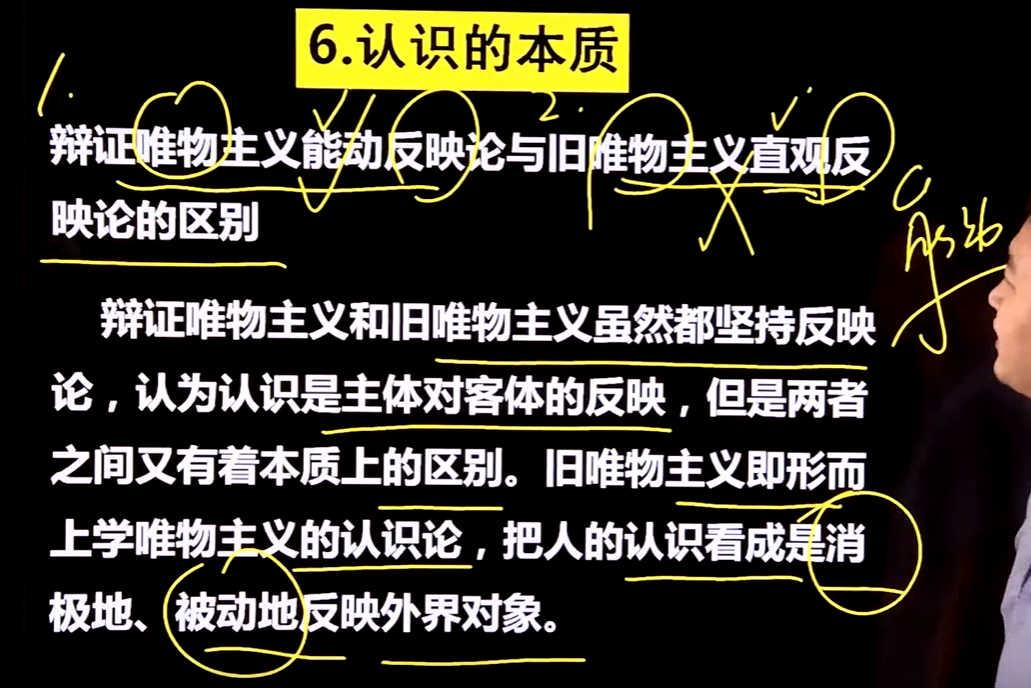 6.认识的本质
1.
2.
辩证唯物主义能动反映论与旧唯物主义直观反
映论的区别
能动
辩证唯物主义和旧唯物主义虽然都坚持反映
论，认为认识是主体对客体的反映，但是两者
之间又有着本质上的区别。旧唯物主义即形而
上学唯物主义的认识论，把人的认识看成是消
极地、被动地反映外界对象。